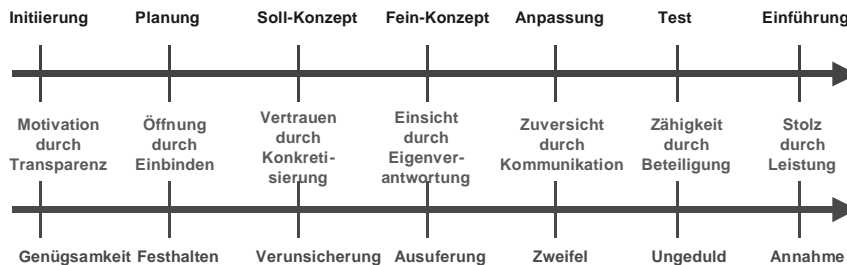 Initiierung Planung Soll-Konzept Fein-Konzept Anpassung Test Einführung
Motivation durch Transparenz
Öffnung durch Einbinden
Vertrauen durch Konkreti-sierung
Einsicht durch Eigenver-antwortung
Zuversicht durch Kommunikation
Zähigkeit durch Beteiligung
Stolz durch Leistung
Genügsamkeit Festhalten Verunsicherung Ausuferung Zweifel Ungeduld Annahme